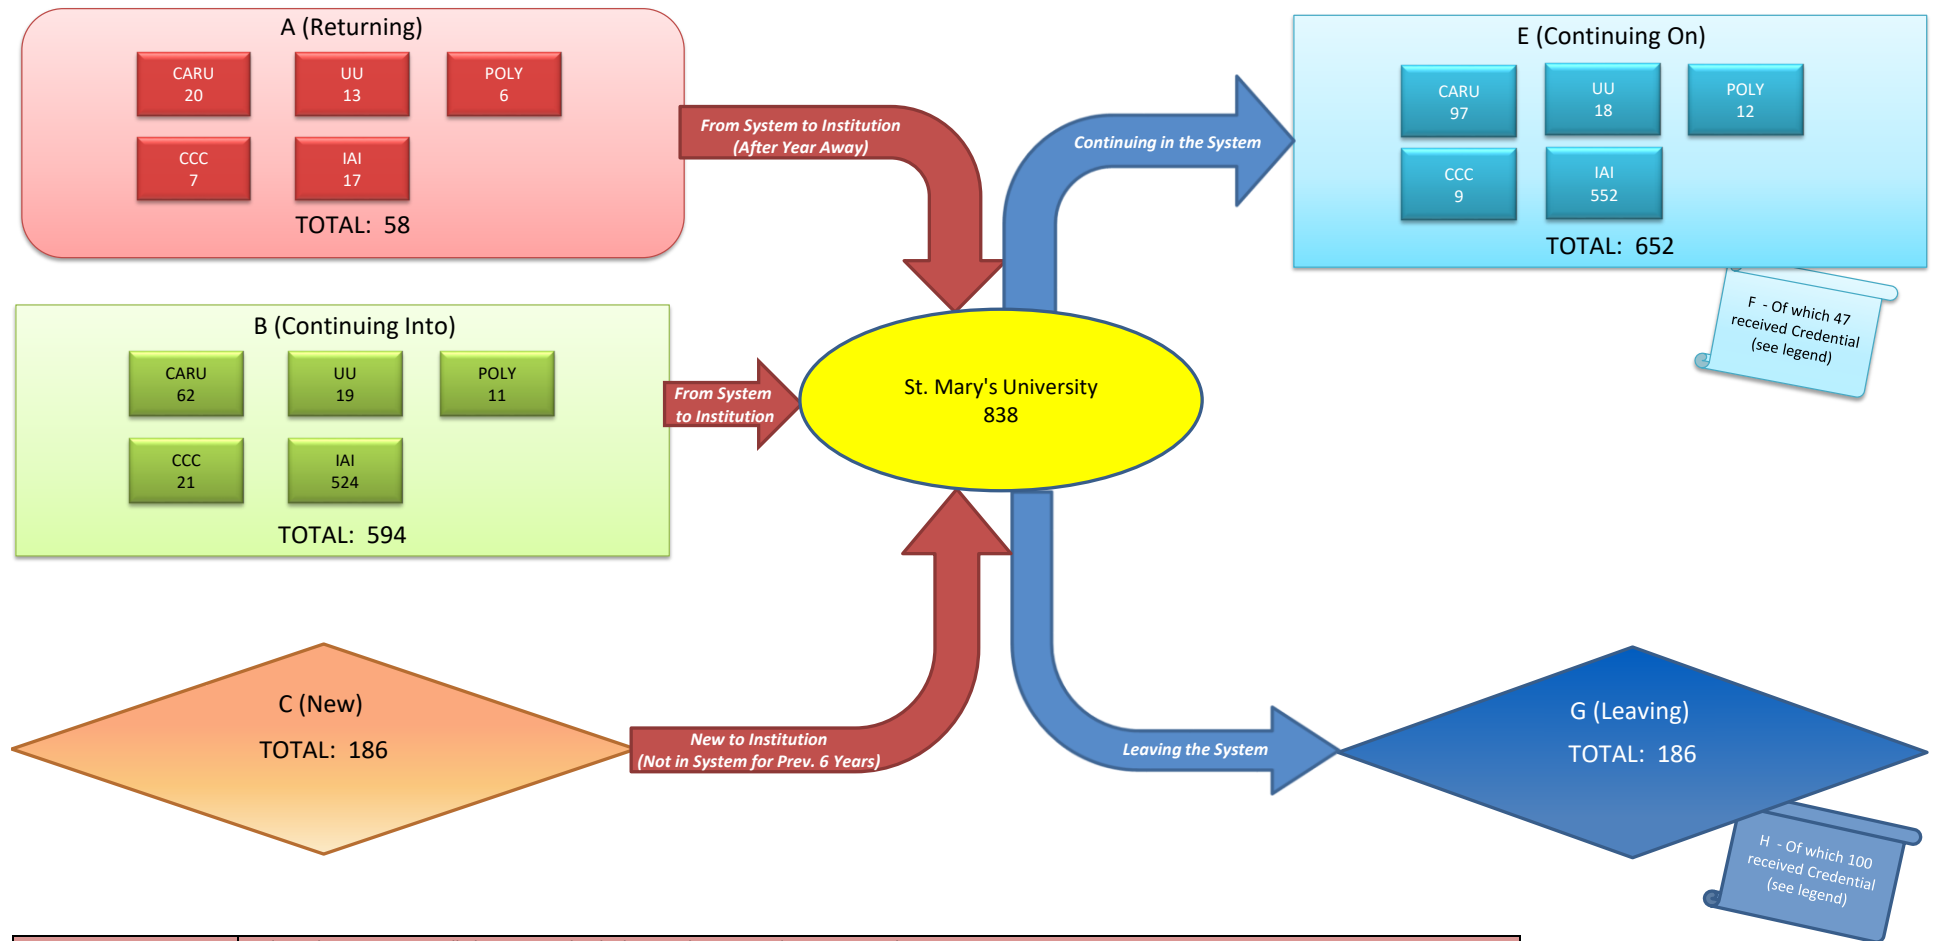 A (Returning)
CARU
20
UU
13
POLY
6
CCC
7
IAI
17
TOTAL: 58
From System to Institution
(After Year Away)
B (Continuing Into)
CARU
62
UU
19
POLY
11
CCC
21
IAI
524
TOTAL: 594
From System
to Institution
C (New)
TOTAL: 186
New to Institution
(Not in System for Prev. 6 Years)
St. Mary's University
838
Continuing in the System
E (Continuing On)
CARU
97
UU
18
POLY
12
CCC
9
IAI
552
TOTAL: 652
F - Of which 47
received Credential
(see legend)
Leaving the System
G (Leaving)
TOTAL: 186
H - Of which 100
received Credential
(see legend)